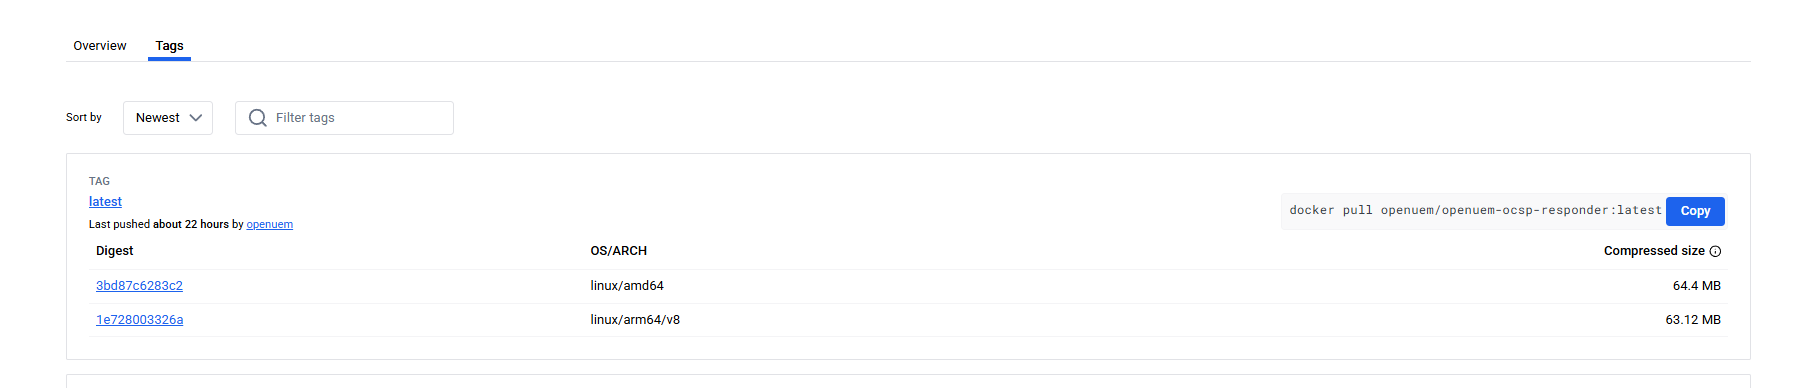 Overview Tags
Sort by Newest Filter tags
TAG
latest
docker pull openuem/openuem-ocsp-responder:latest Copy
Last pushed about 22 hours by openuem
Digest OS/ARCH Compressed size
3bd87c6283c2 linux/amd64 64.4 MB
1e728003326a linux/arm64/v8 63.12 MB